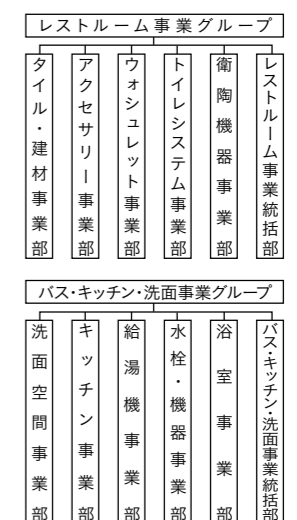 レストルーム事業グループ
レストルーム事業統括部
衛陶機器事業部
トイレシステム事業部
ウォシュレット事業部
アクセサリー事業部
タイル・建材事業部
バス・キッチン・洗面事業グループ
バス・キッチン・洗面事業統括部
浴室事業部
水栓・機器事業部
給湯機事業部
キッチン事業部
洗面空間事業部